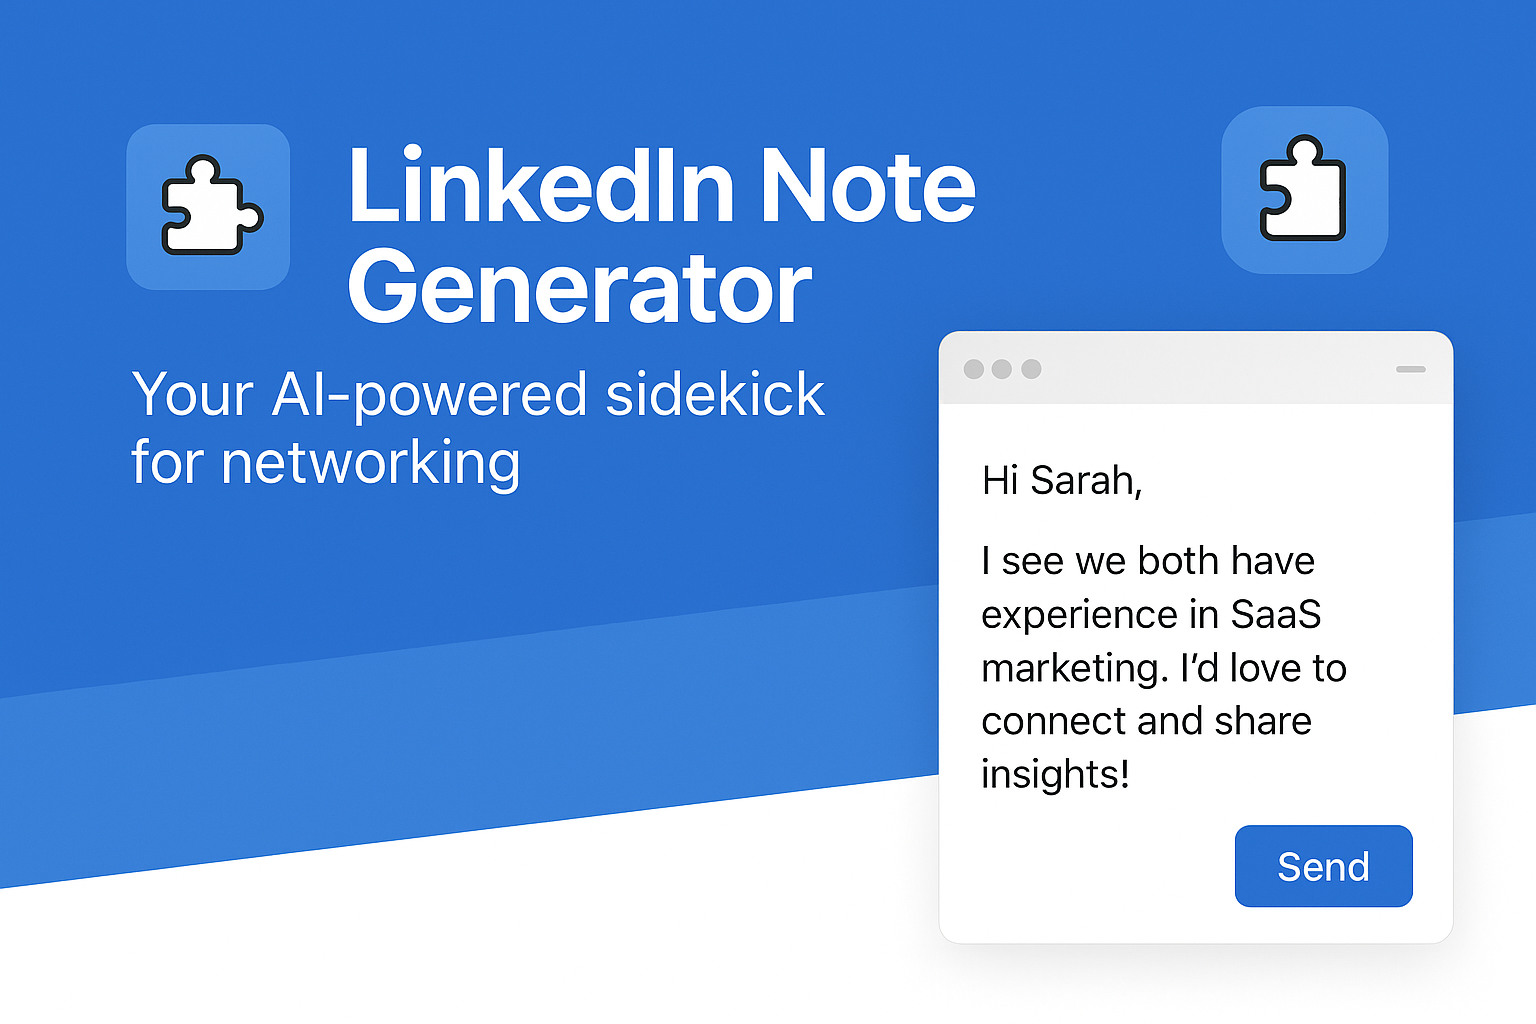 LinkedIn Note
Generator
Your AI-powered sidekick
for networking
Hi Sarah,
I see we both have
experience in SaaS
marketing. I’d love to
connect and share
insights!
Send